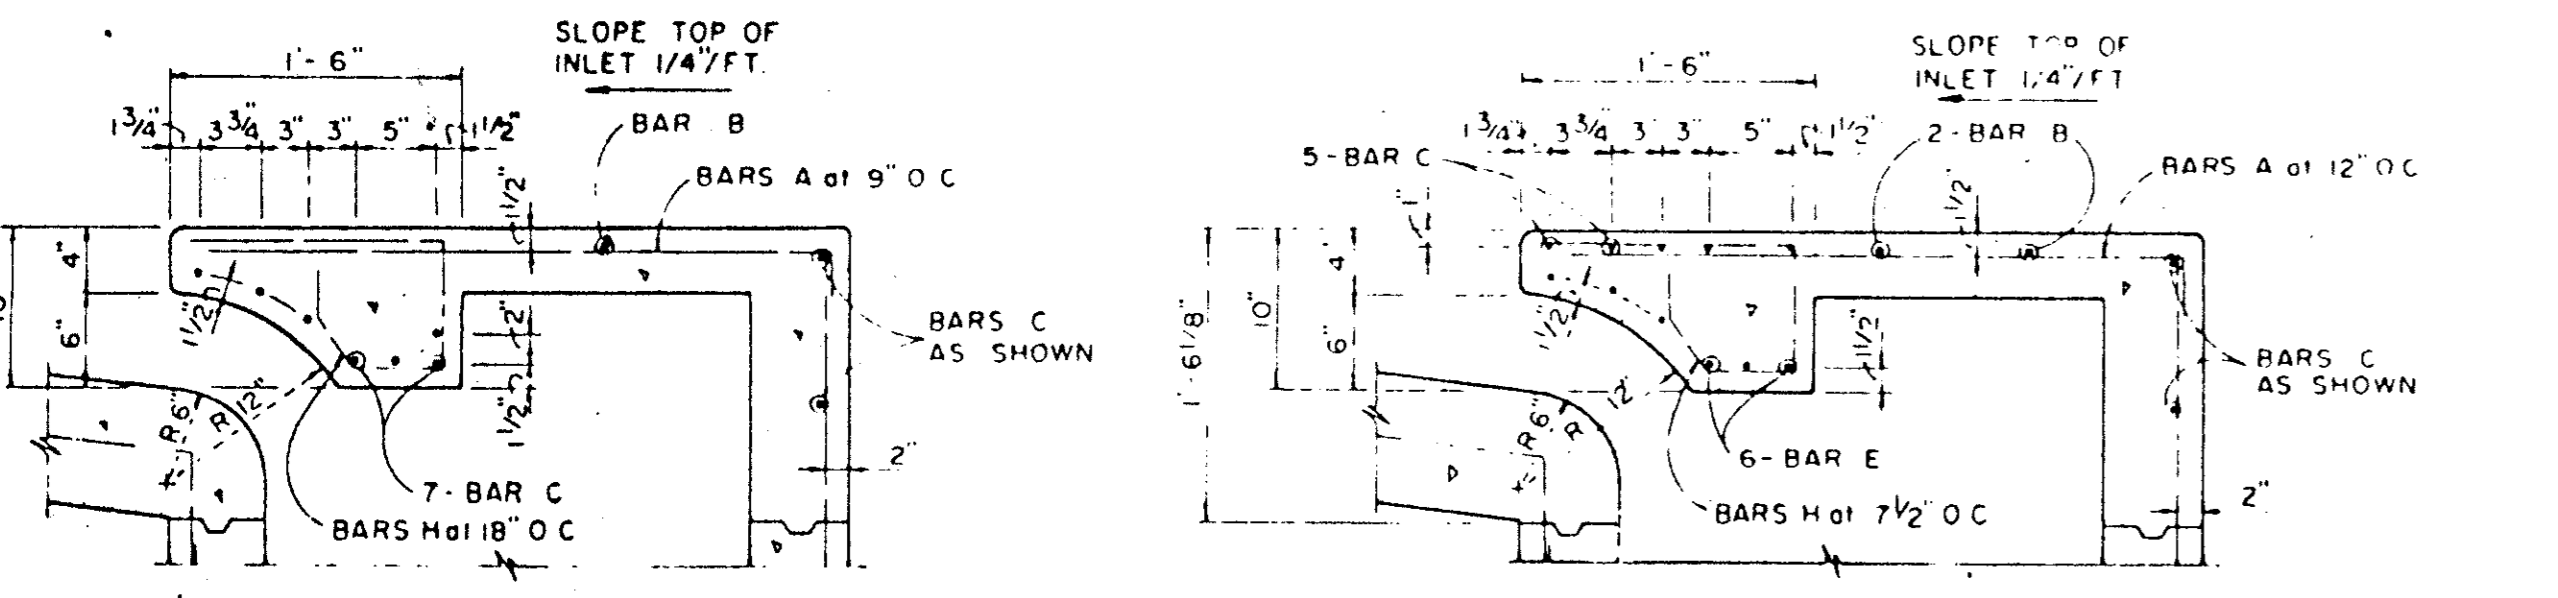 SLOPE TOP OF
INLET 1/4"/FT.
1'-6"
1 3/4"
3 3/4"
3"
3"
5"
1 1/2"
BAR B
BARS A at 9" O C
1 1/2"
4"
6"
1 1/2"
2"
1 1/2"
BARS C
AS SHOWN
R 6"
R 12"
2"
7-BAR C
BARS H at 18" O C
SLOPE TOP OF
INLET 1/4"/FT
1'-6"
1 3/4"
3 3/4
3"
3"
5"
1 1/2"
5-BAR C
2-BAR B
BARS A at 12" O C
1"
1 1/2"
4"
10"
6"
1'-6 1/8"
1 1/2"
1 1/2"
BARS C
AS SHOWN
R 6"
R 12"
6-BAR E
BARS H at 7 1/2" O C
2"